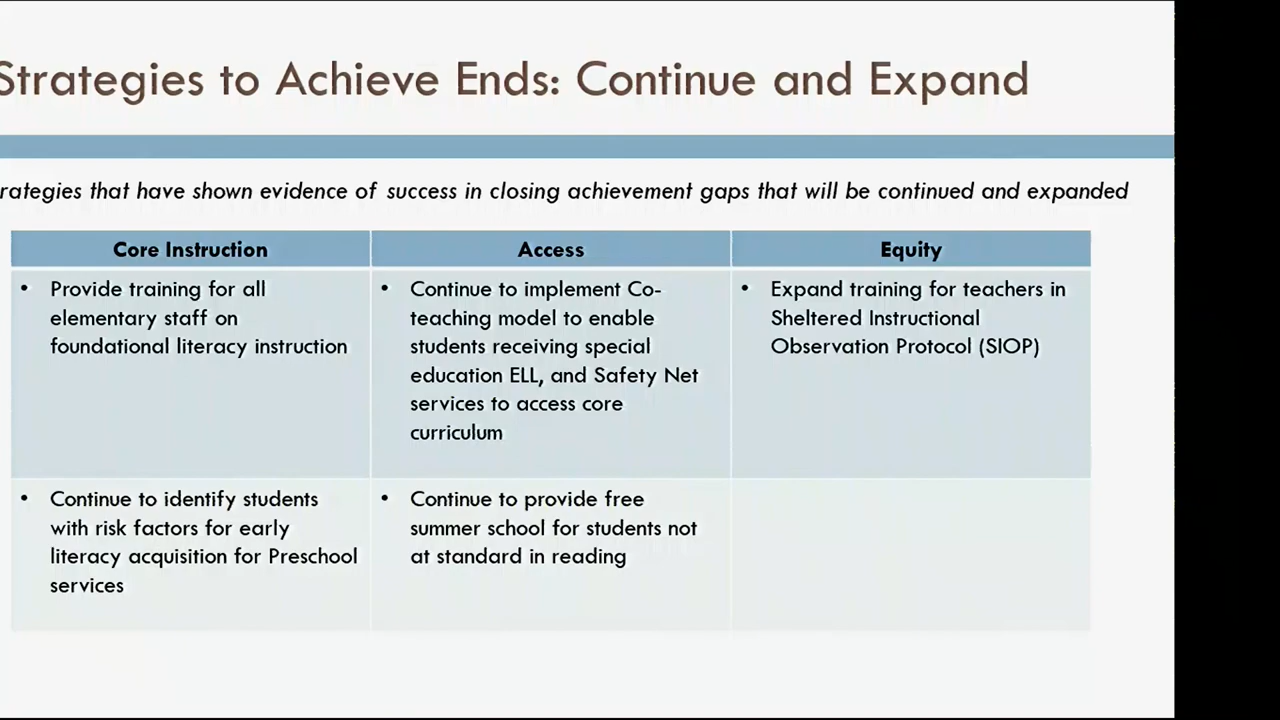 Strategies to Achieve Ends: Continue and Expand
rategies that have shown evidence of success in closing achievement gaps that will be continued and expanded
Core Instruction
Access
Equity
• Provide training for all
elementary staff on
foundational literacy instruction
• Continue to implement Co-
teaching model to enable
students receiving special
education ELL, and Safety Net
services to access core
curriculum
• Expand training for teachers in
Sheltered Instructional
Observation Protocol (SIOP)
• Continue to identify students
with risk factors for early
literacy acquisition for Preschool
services
• Continue to provide free
summer school for students not
at standard in reading